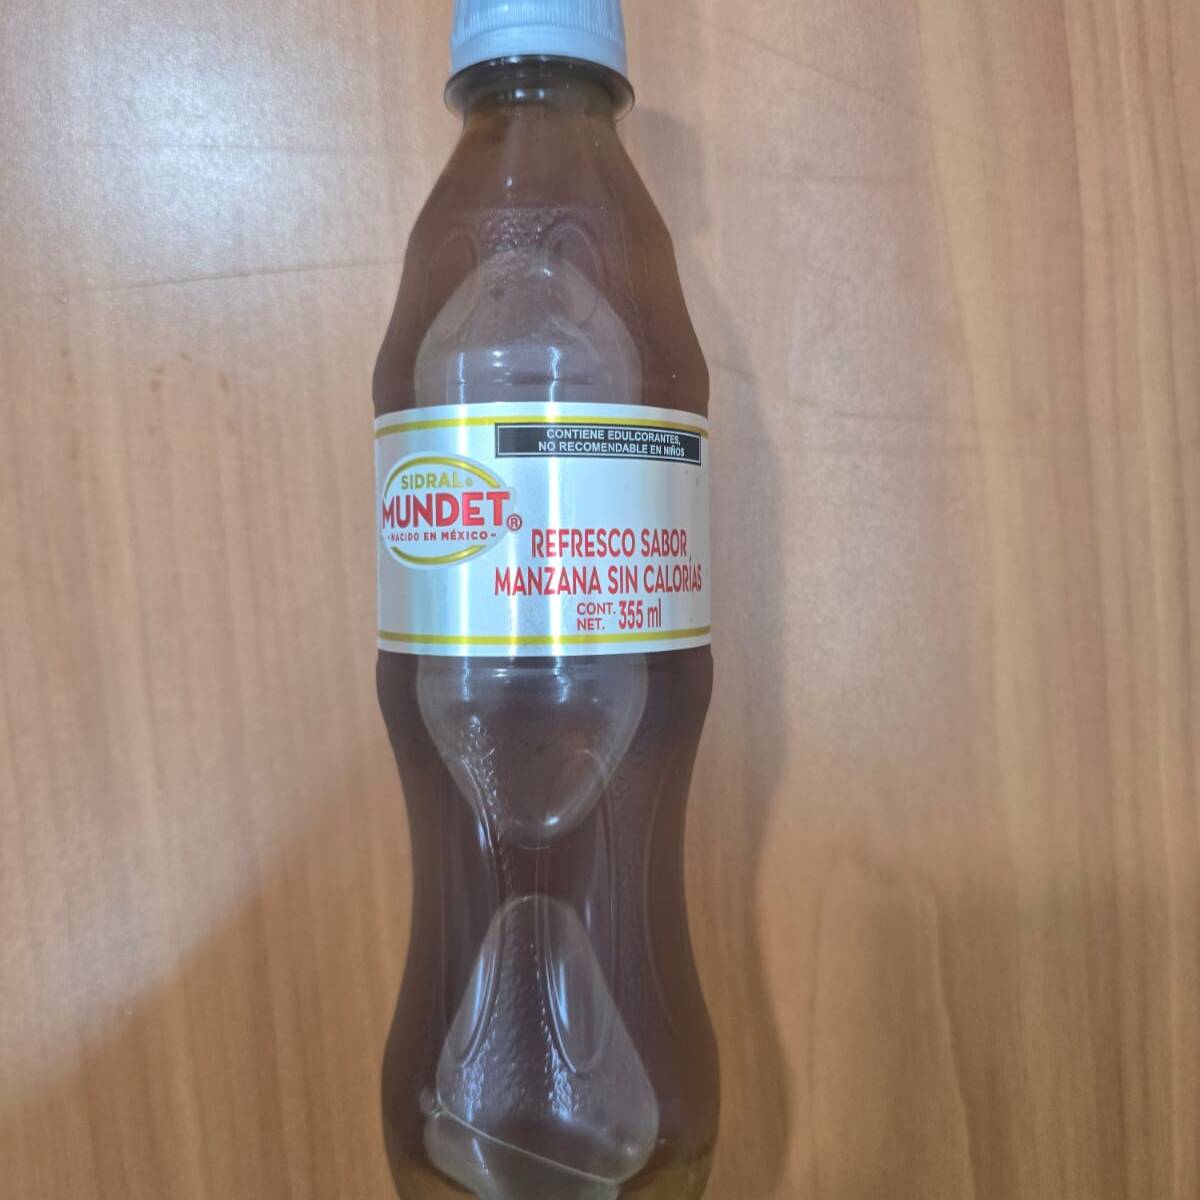 CONTIENE EDULCORANTES,
NO RECOMENDABLE EN NIÑOS
SIDRAL®
MUNDET®
-NACIDO EN MÉXICO-
REFRESCO SABOR
MANZANA SIN CALORÍAS
CONT. NET. 355 ml